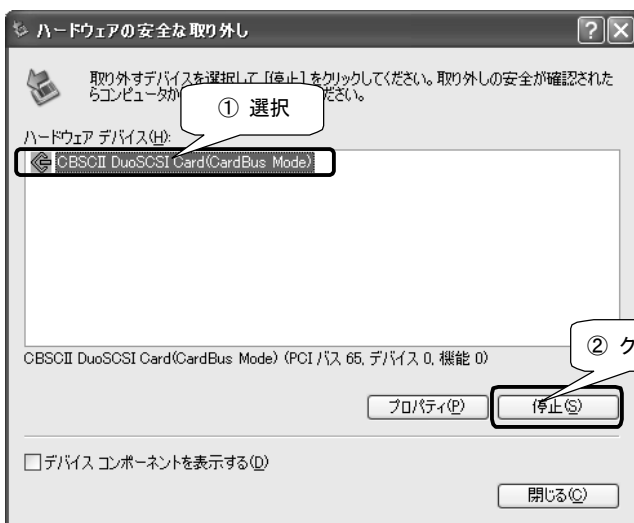 ハードウェアの安全な取り外し
取り外すデバイスを選択して [停止]をクリックしてください。取り外しの安全が確認された
らコンピュータか ださい。
① 選択
ハードウェア デバイス(H):
CBSCII DuoSCSI Card(CardBus Mode)
② ク
CBSCII DuoSCSI Card(CardBus Mode) (PCI バス 65, デバイス 0, 機能 0)
プロパティ(P)
停止(S)
デバイス コンポーネントを表示する(D)
閉じる(C)